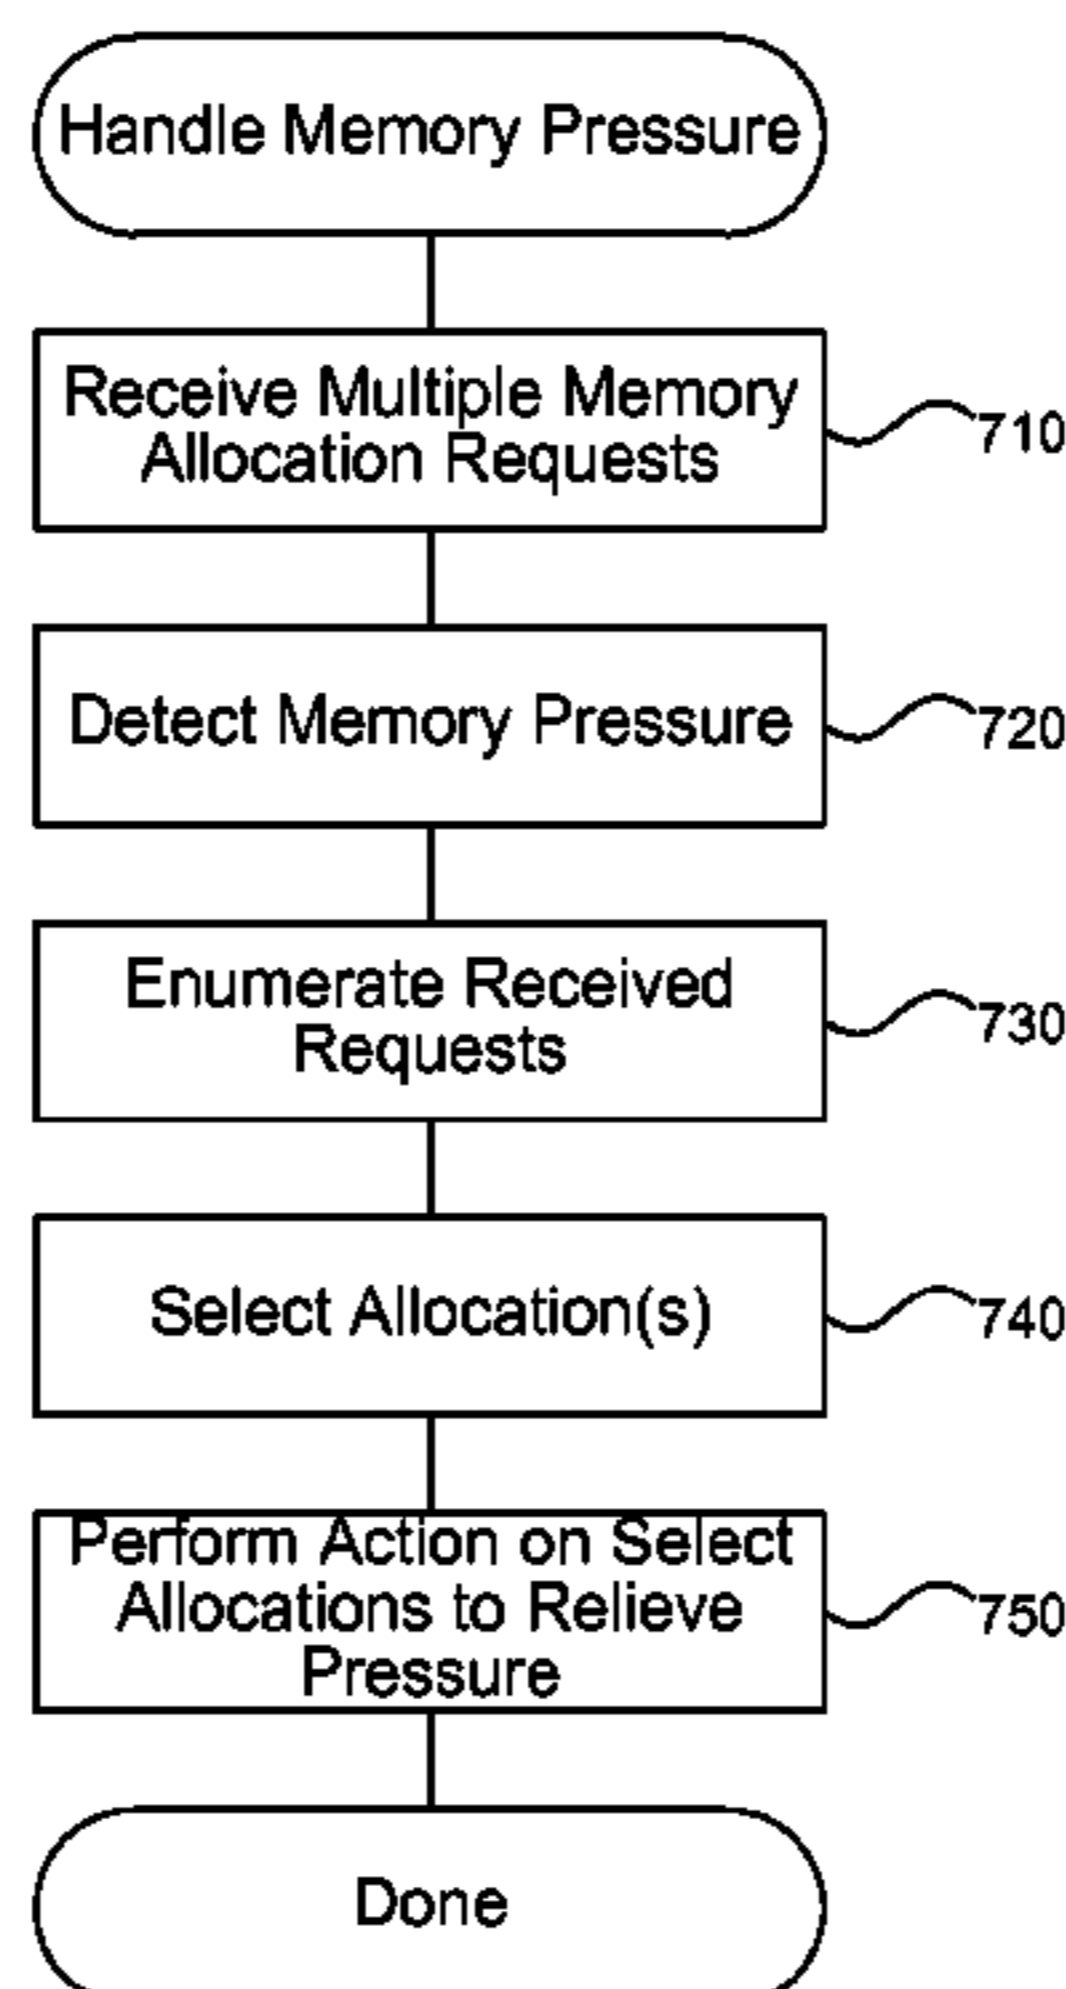 Handle Memory Pressure
Receive Multiple Memory
Allocation Requests
710
Detect Memory Pressure
720
Enumerate Received
Requests
730
Select Allocation(s)
740
Perform Action on Select
Allocations to Relieve
Pressure
750
Done